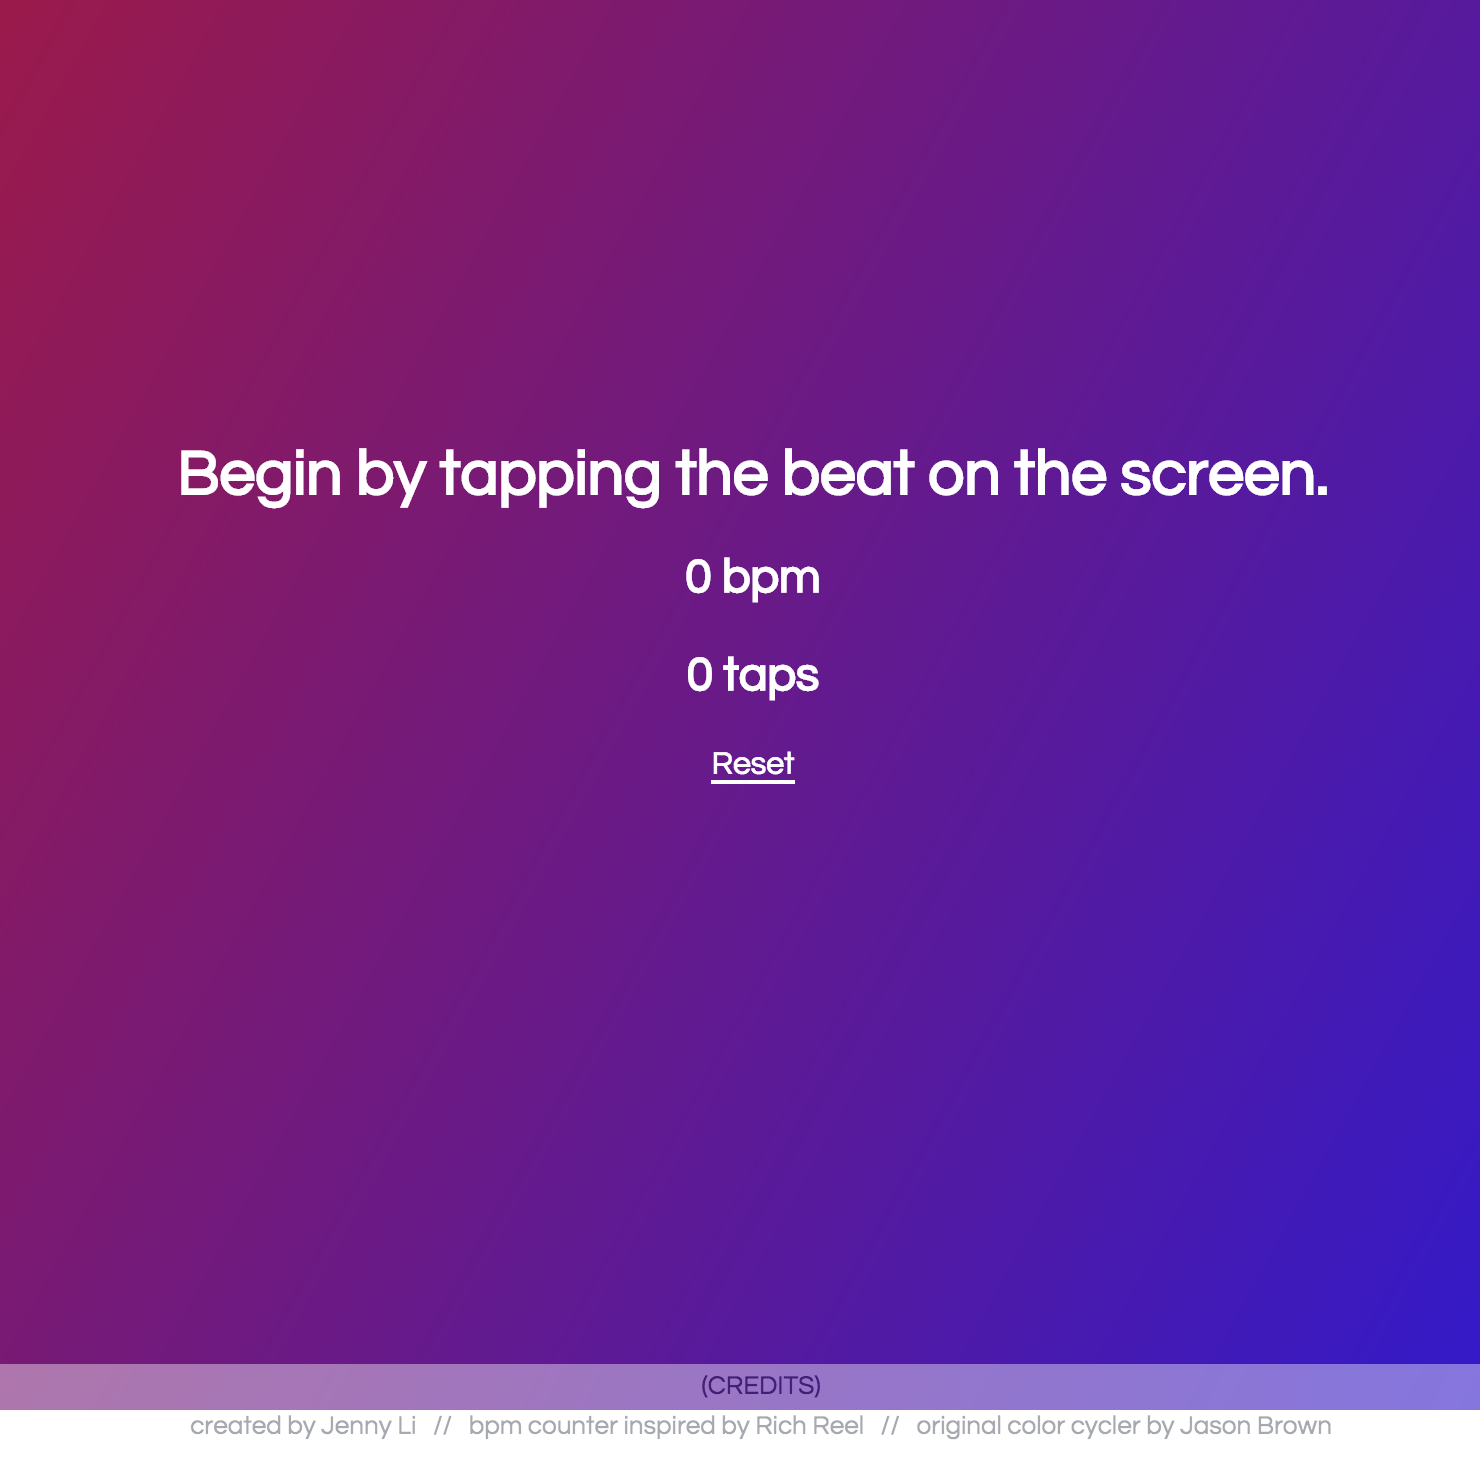 Begin by tapping the beat on the screen.
0 bpm
0 taps
Reset
(CREDITS)
created by Jenny Li // bpm counter inspired by Rich Reel // original color cycler by Jason Brown